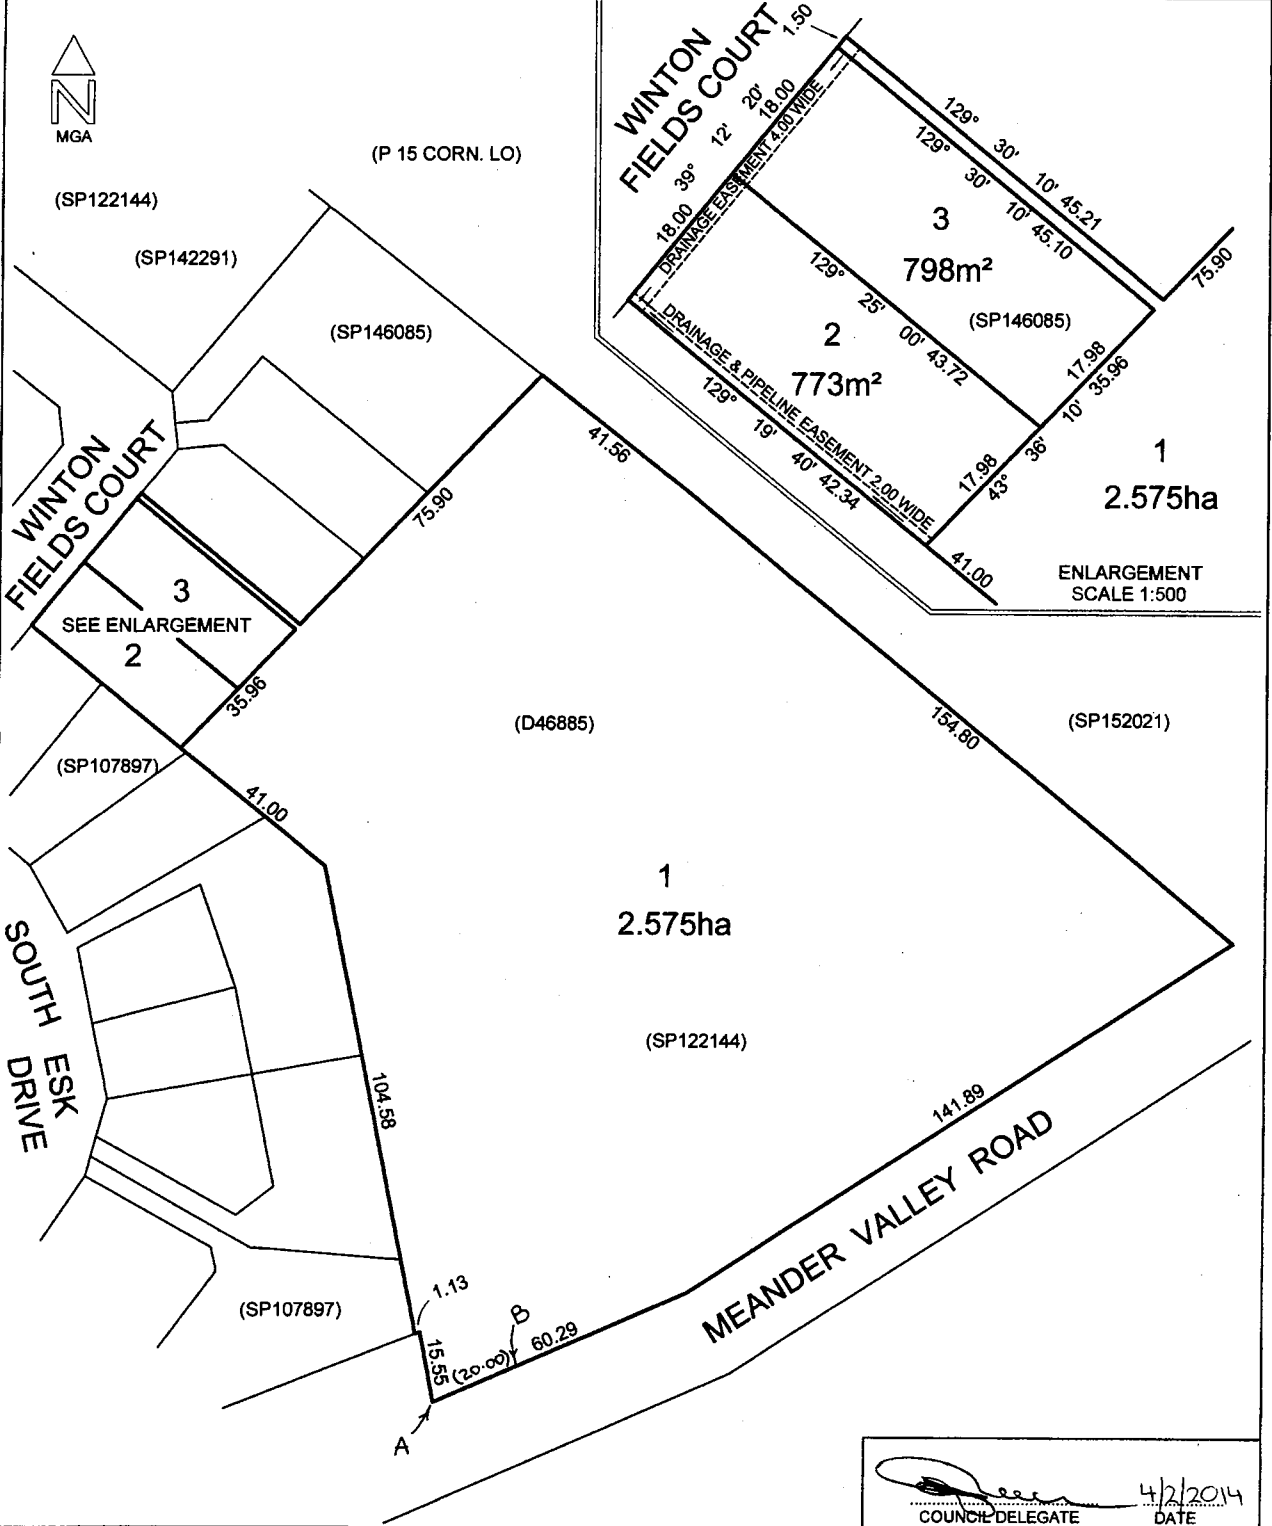 N
MGA
(P 15 CORN. LO)
(SP122144)
(SP142291)
(SP146085)
WINTON
FIELDS COURT
41.56
75.90
3
SEE ENLARGEMENT
2
35.96
(SP107897)
41.00
(D46885)
154.80
(SP152021)
1
2.575ha
(SP122144)
SOUTH ESK
DRIVE
104.58
141.89
MEANDER VALLEY ROAD
(SP107897)
1.13
15.55
(20.00)
B
60.29
A
WINTON
FIELDS COURT
1.50
39° 12' 20"
18.00
18.00
DRAINAGE EASEMENT 4.00 WIDE
129° 30' 10" 45.21
129° 30' 10" 45.10
3
798m²
(SP146085)
75.90
129° 25' 00" 43.72
2
773m²
DRAINAGE & PIPELINE EASEMENT 2.00 WIDE
129° 19' 40" 42.34
17.98
17.98
43° 36' 10" 35.96
41.00
1
2.575ha
ENLARGEMENT
SCALE 1:500
4/2/2014
COUNCIL DELEGATE DATE